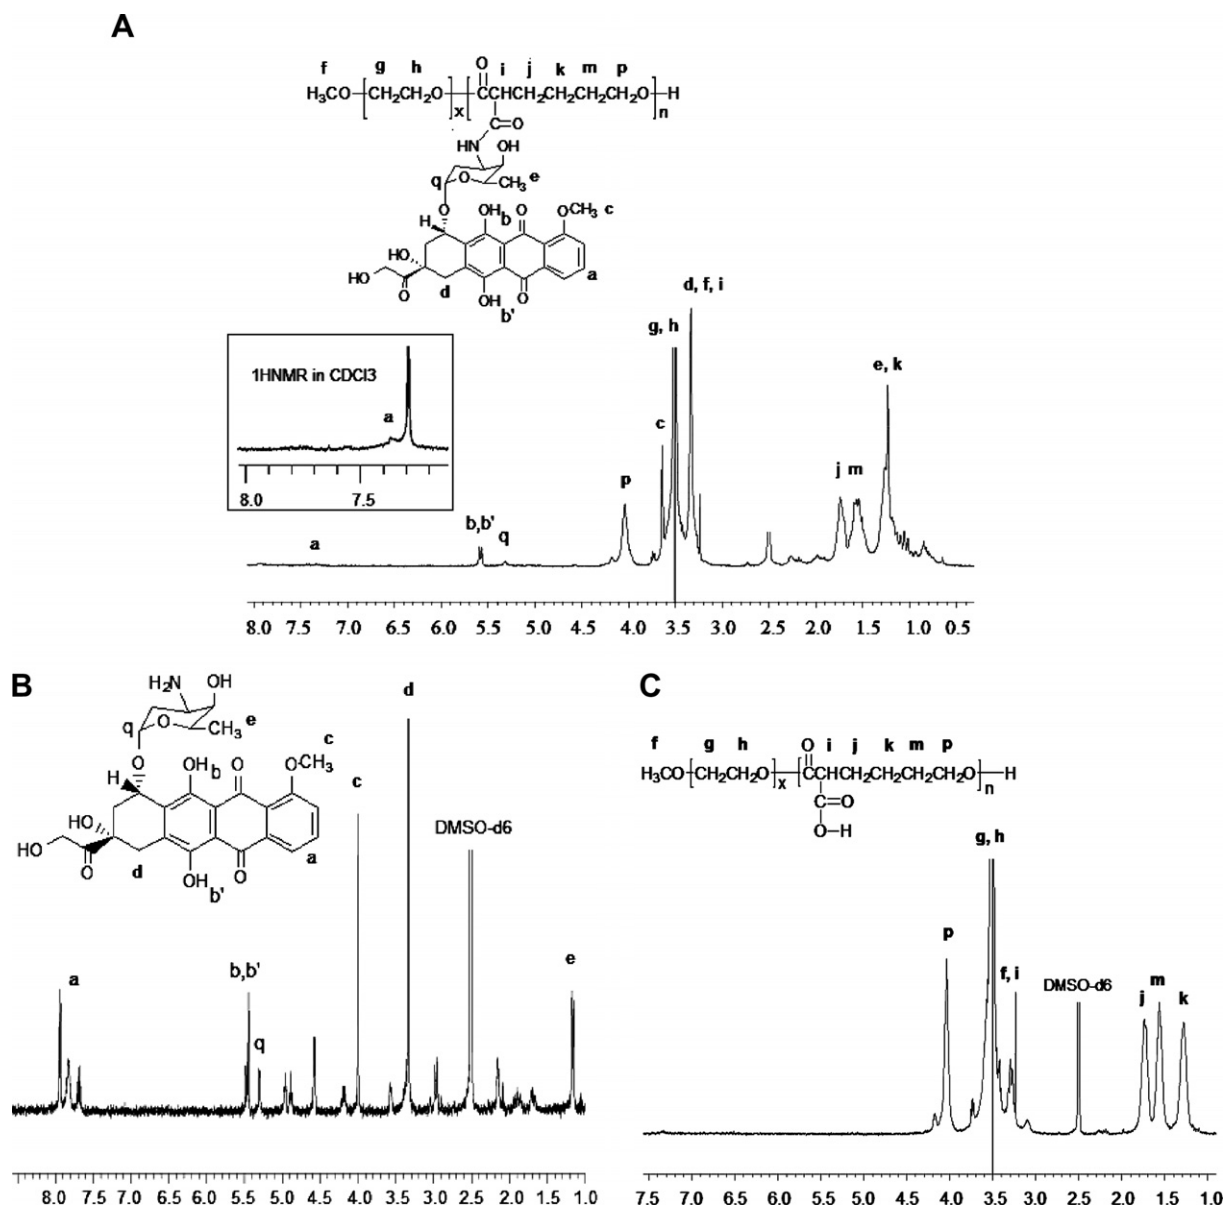 A
f g h i j k m p
H3CO CH2CH2O x CCHCH2CH2CH2CH2O H n
O
C=O
HN OH
q O CH3 e
O
H OH b O OCH3 c
HO
HO O
d OH b' O a
1HNMR in CDCl3
a
8.0 7.5
a b,b' q p c g, h d, f, i j m e, k
8.0 7.5 7.0 6.5 6.0 5.5 5.0 4.5 4.0 3.5 3.0 2.5 2.0 1.5 1.0 0.5
B
H2N OH
q O CH3 e
O
H OH b O OCH3 c
HO
HO O
d OH b' O a
a b,b' q c d DMSO-d6 e
8.0 7.5 7.0 6.5 6.0 5.5 5.0 4.5 4.0 3.5 3.0 2.5 2.0 1.5 1.0
C
f g h i j k m p
H3CO CH2CH2O x CCHCH2CH2CH2CH2O H n
O
C=O
O-H
p g, h f, i DMSO-d6 j m k
7.5 7.0 6.5 6.0 5.5 5.0 4.5 4.0 3.5 3.0 2.5 2.0 1.5 1.0